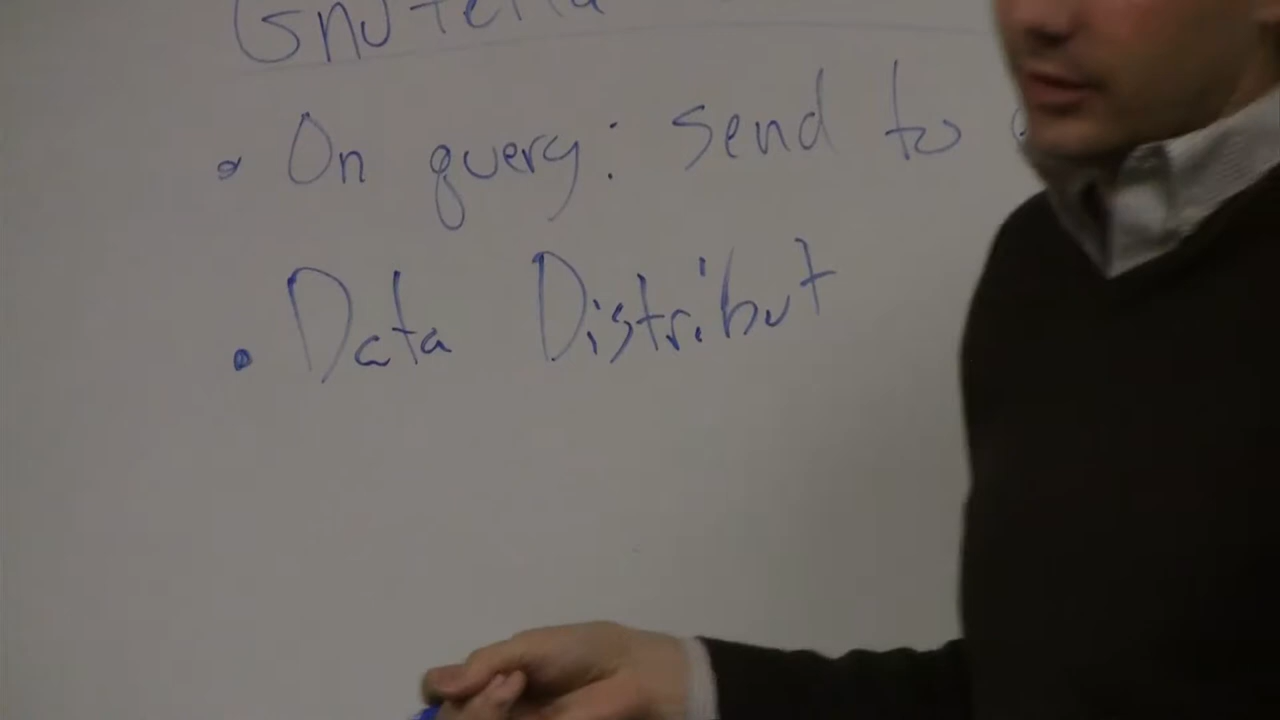 Gnutella
• On query: send to
• Data Distribut